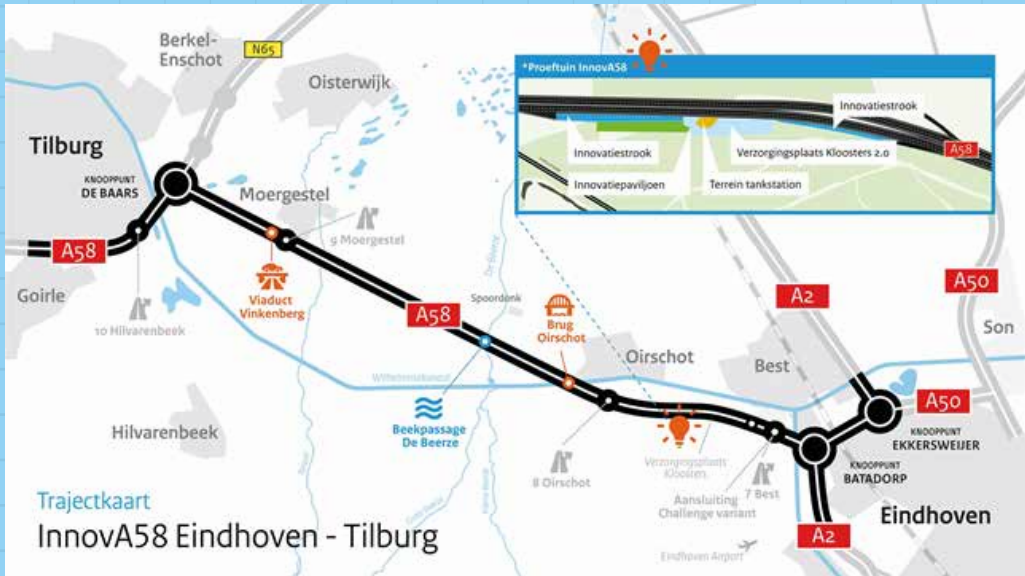 Berkel-
Enschot
N65
Oisterwijk
*Proeftuin InnovA58
Innovatiestrook
Innovatiestrook
Verzorgingsplaats Kloosters 2.0
A58
Innovatiepaviljoen
Terrein tankstation
Tilburg
KNOOPPUNT
DE BAARS
Moergestel
9 Moergestel
A58
Goirle
10 Hilvarenbeek
Viaduct
Vinkenberg
De Beerze
Spoordonk
A58
Brug
Oirschot
A2
A50
Son
Oirschot
Best
Wilhelminakanaal
Beekpassage
De Beerze
Hilvarenbeek
8 Oirschot
Verzorgingsplaats
Kloosters
7 Best
Aansluiting
Challenge variant
A50
KNOOPPUNT
EKKERSWEIJER
KNOOPPUNT
BATADORP
Eindhoven
A2
Eindhoven Airport
Trajectkaart
InnovA58 Eindhoven - Tilburg